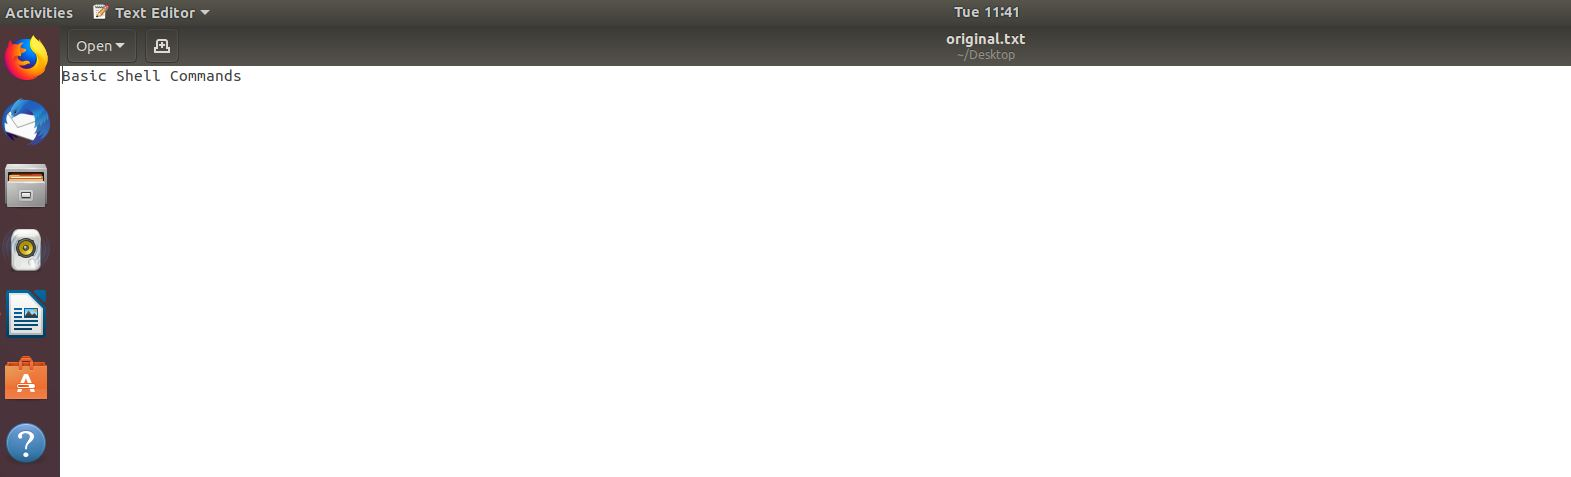 Activities Text Editor Tue 11:41
Open original.txt
~/Desktop
Basic Shell Commands